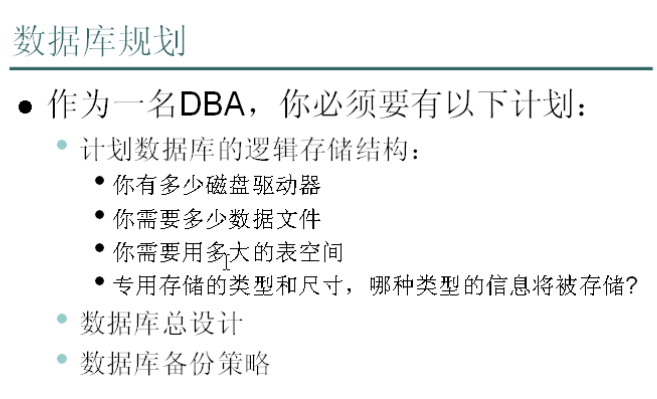 数据库规划
作为一名DBA，你必须要有以下计划：
计划数据库的逻辑存储结构：
你有多少磁盘驱动器
你需要多少数据文件
你需要用多大的表空间
专用存储的类型和尺寸，哪种类型的信息将被存储?
数据库总设计
数据库备份策略